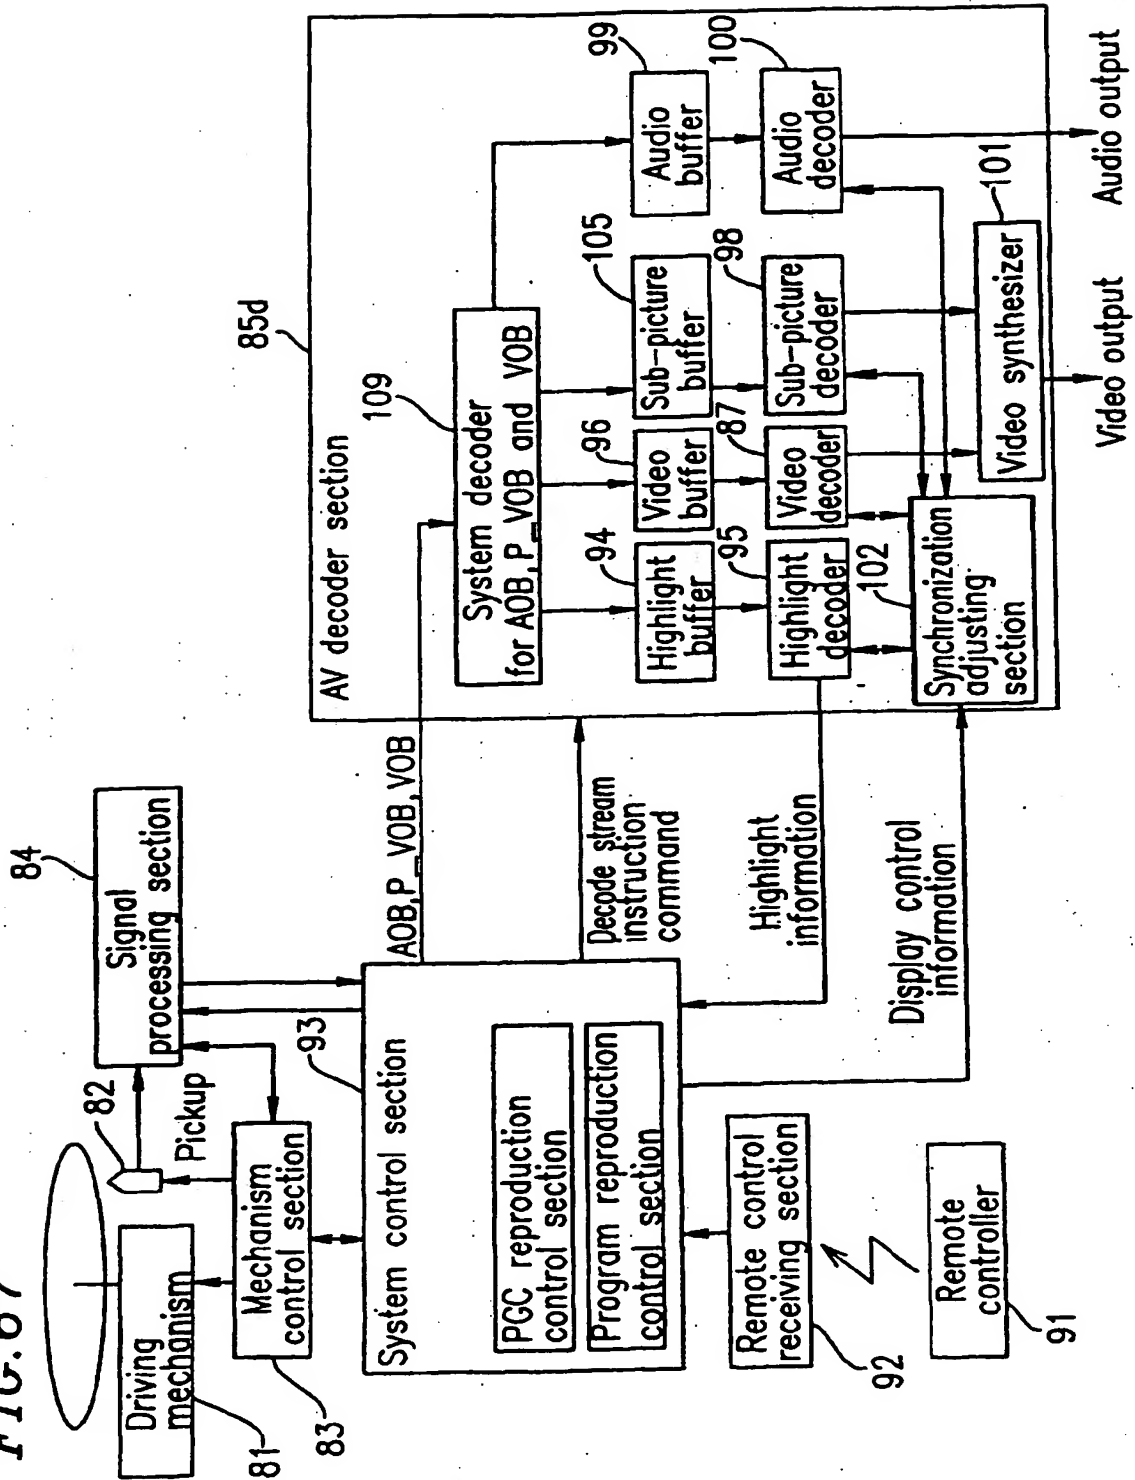 FIG. 67
Driving
mechanism
81
82
Pickup
Mechanism
control section
83
84
Signal
processing section
93
System control section
PGC reproduction
control section
Program reproduction
control section
Remote control
receiving section
92
Remote
controller
91
AOB,P_VOB,VOB
Decode stream
instruction
command
Highlight
information
Display control
information
85d
AV decoder section
109
System decoder
for AOB,P_VOB and VOB
94
Highlight
buffer
96
Video
buffer
105
Sub-picture
buffer
99
Audio
buffer
95
Highlight
decoder
87
Video
decoder
98
Sub-picture
decoder
100
Audio
decoder
102
Synchronization
adjusting
section
101
Video synthesizer
Video output
Audio output